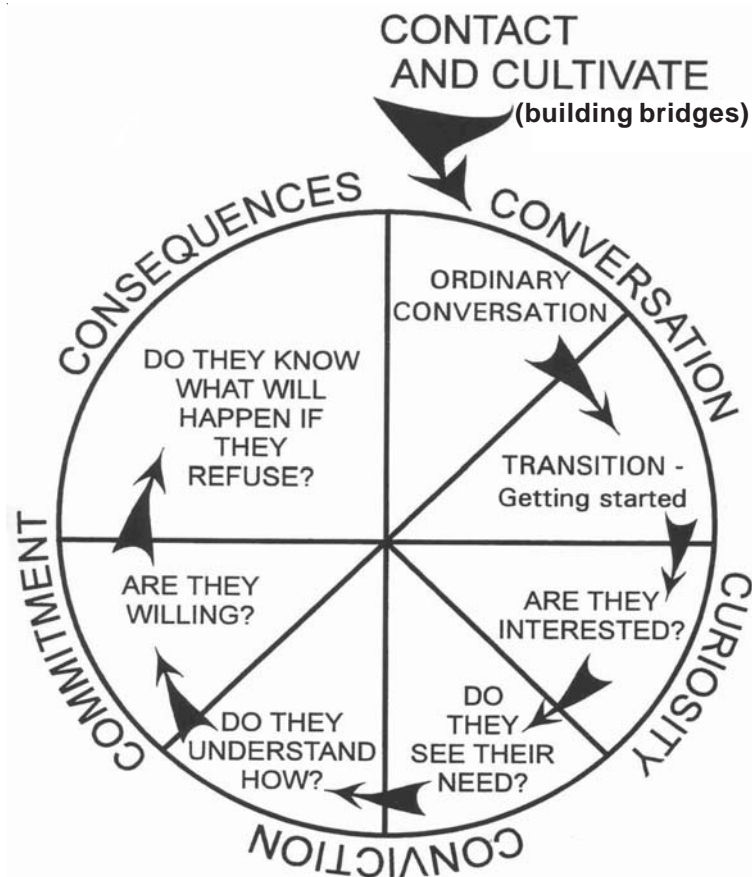 CONTACT
AND CULTIVATE
(building bridges)
CONVERSATION
ORDINARY
CONVERSATION
TRANSITION -
Getting started
CURIOSITY
ARE THEY
INTERESTED?
DO
THEY
SEE THEIR
NEED?
CONVICTION
DO THEY
UNDERSTAND
HOW?
COMMITMENT
ARE THEY
WILLING?
CONSEQUENCES
DO THEY KNOW
WHAT WILL
HAPPEN IF
THEY
REFUSE?